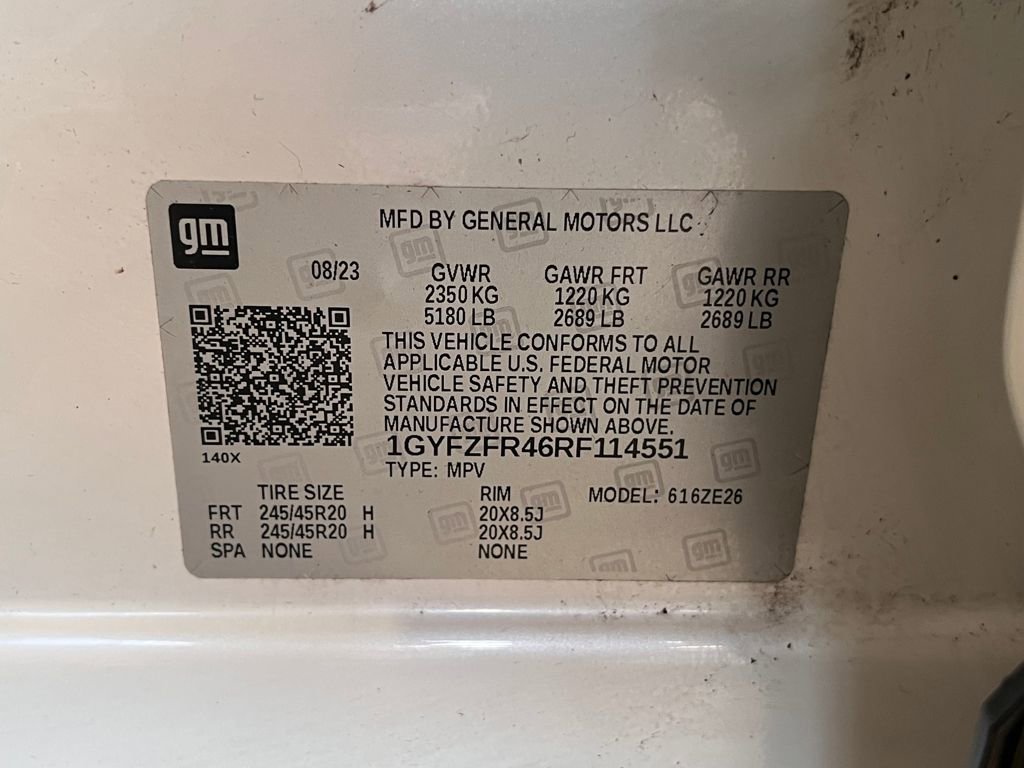 gm
MFD BY GENERAL MOTORS LLC
08/23
GVWR GAWR FRT GAWR RR
2350 KG 1220 KG 1220 KG
5180 LB 2689 LB 2689 LB
THIS VEHICLE CONFORMS TO ALL
APPLICABLE U.S. FEDERAL MOTOR
VEHICLE SAFETY AND THEFT PREVENTION
STANDARDS IN EFFECT ON THE DATE OF
MANUFACTURE SHOWN ABOVE.
140X
1GYFZFR46RF114551
TYPE: MPV
TIRE SIZE RIM MODEL: 616ZE26
FRT 245/45R20 H 20X8.5J
RR 245/45R20 H 20X8.5J
SPA NONE NONE